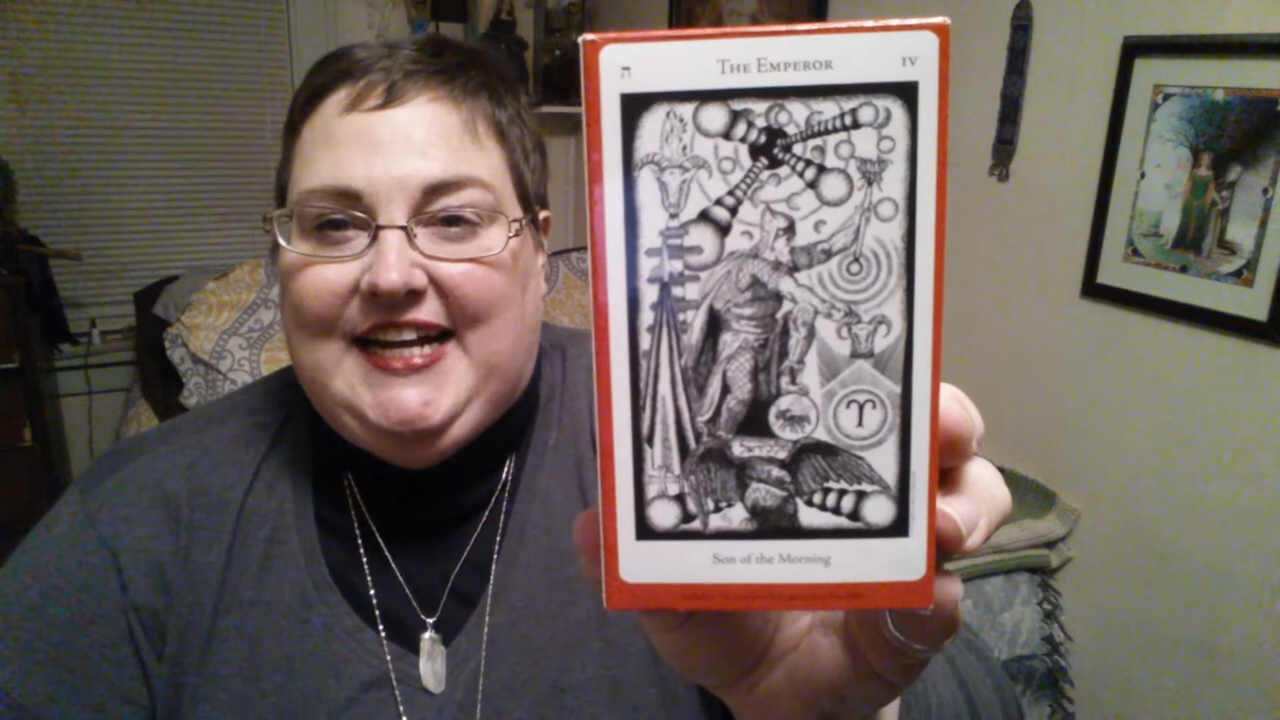 ה The Emperor IV
♈
Son of the Morning